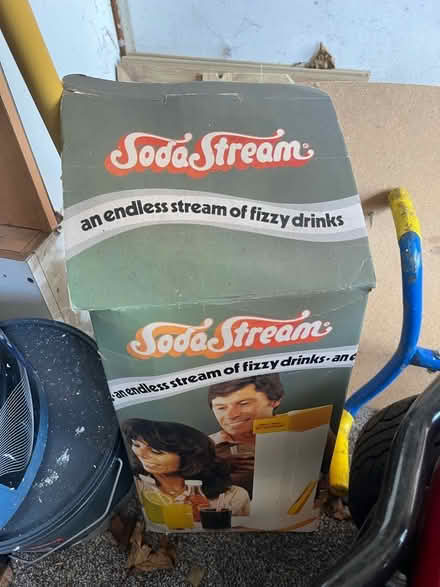 SodaStream
an endless stream of fizzy drinks
SodaStream
an endless stream of fizzy drinks · an